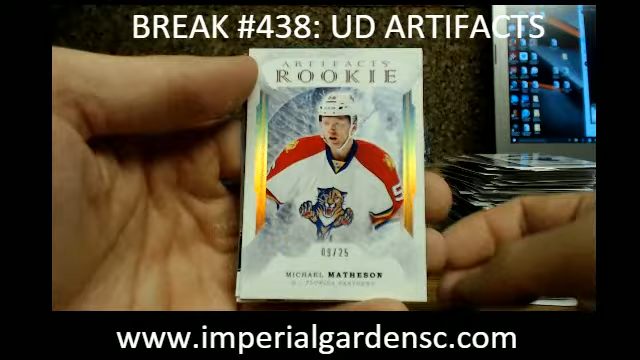 BREAK #438: UD ARTIFACTS
ARTIFACTS
ROOKIE
09/25
MICHAEL MATHESON
D - FLORIDA PANTHERS
www.imperialgardensc.com